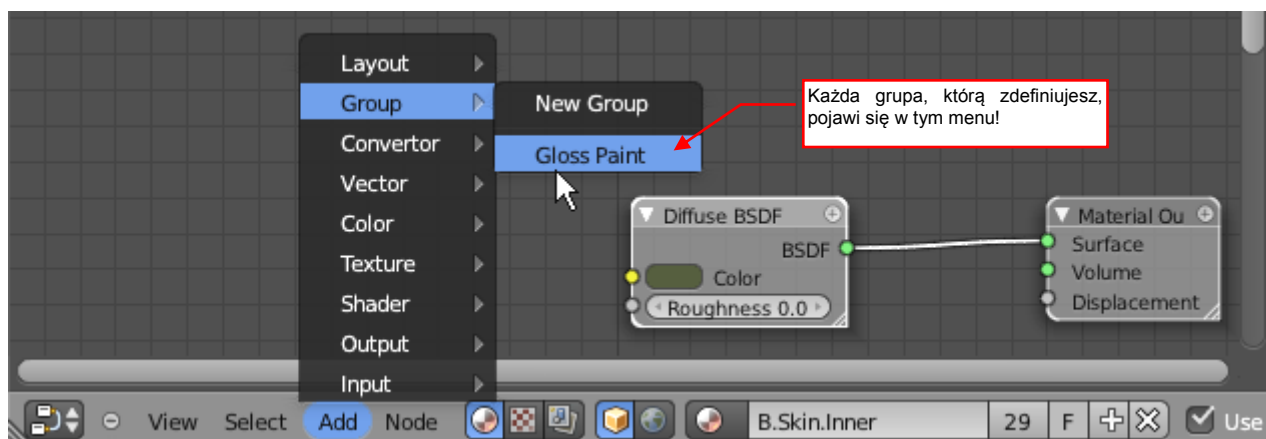 Layout
Group
Convertor
Vector
Color
Texture
Shader
Output
Input
New Group
Gloss Paint
Każda grupa, którą zdefiniujesz,
pojawi się w tym menu!
Diffuse BSDF
BSDF
Color
Roughness 0.0
Material Ou
Surface
Volume
Displacement
View Select Add Node B.Skin.Inner 29 F Use